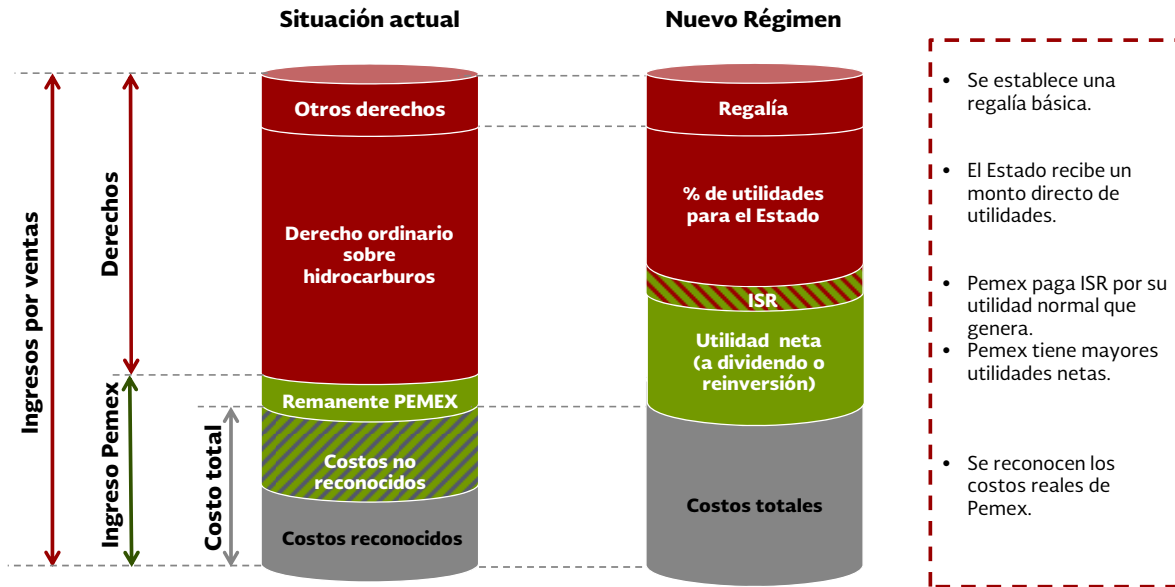 Situación actual
Nuevo Régimen
Ingresos por ventas
Derechos
Ingreso Pemex
Costo total
Otros derechos
Derecho ordinario
sobre
hidrocarburos
Remanente PEMEX
Costos no
reconocidos
Costos reconocidos
Regalía
% de utilidades
para el Estado
ISR
Utilidad neta
(a dividendo o
reinversión)
Costos totales
• Se establece una
regalía básica.
• El Estado recibe un
monto directo de
utilidades.
• Pemex paga ISR por su
utilidad normal que
genera.
• Pemex tiene mayores
utilidades netas.
• Se reconocen los
costos reales de
Pemex.